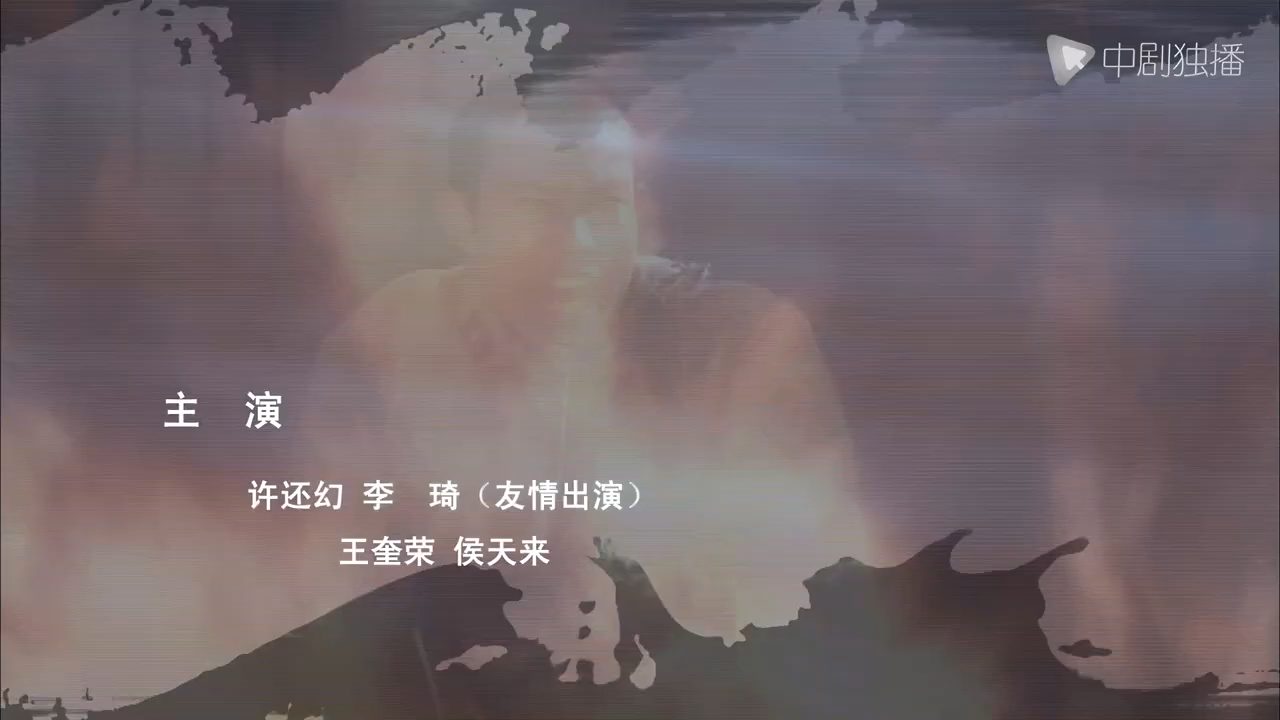 中剧独播
主 演
许还幻 李 琦（友情出演）
王奎荣 侯天来